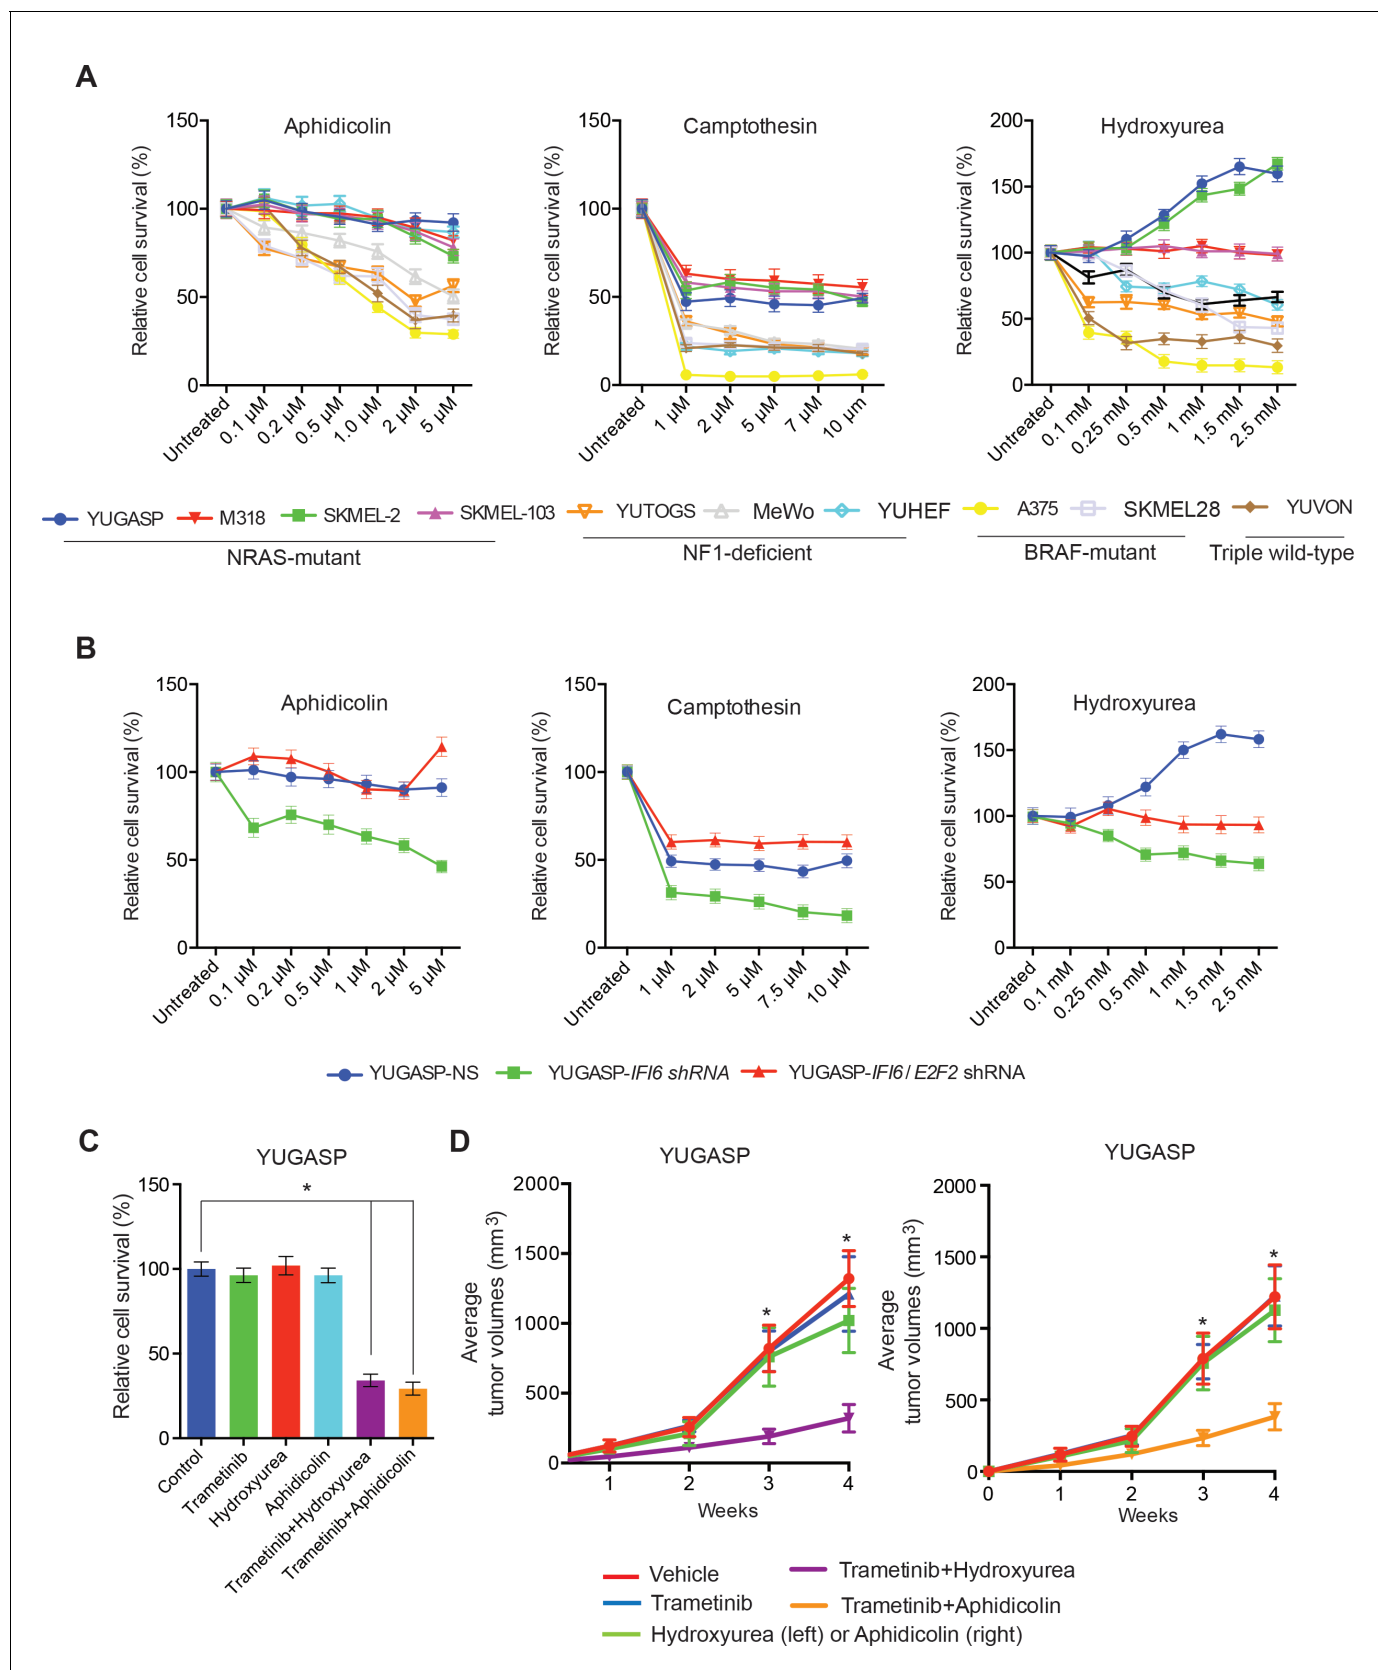 A
Aphidicolin
Relative cell survival (%)
150
100
50
0
Untreated
0.1 µM
0.2 µM
0.5 µM
1.0 µM
2 µM
5 µM
Camptothesin
Relative cell survival (%)
150
100
50
0
Untreated
1 µM
2 µM
5 µM
7 µM
10 µm
Hydroxyurea
Relative cell survival (%)
200
150
100
50
0
Untreated
0.1 mM
0.25 mM
0.5 mM
1 mM
1.5 mM
2.5 mM
YUGASP M318 SKMEL-2 SKMEL-103 YUTOGS MeWo YUHEF A375 SKMEL28 YUVON
NRAS-mutant NF1-deficient BRAF-mutant Triple wild-type
B
Aphidicolin
Relative cell survival (%)
150
100
50
0
Untreated
0.1 µM
0.2 µM
0.5 µM
1 µM
2 µM
5 µM
Camptothesin
Relative cell survival (%)
150
100
50
0
Untreated
1 µM
2 µM
5 µM
7.5 µM
10 µM
Hydroxyurea
Relative cell survival (%)
200
150
100
50
0
Untreated
0.1 mM
0.25 mM
0.5 mM
1 mM
1.5 mM
2.5 mM
YUGASP-NS YUGASP-IFI6 shRNA YUGASP-IFI6/E2F2 shRNA
C
YUGASP
Relative cell survival (%)
150
100
50
0
*
Control
Trametinib
Hydroxyurea
Aphidicolin
Trametinib+Hydroxyurea
Trametinib+Aphidicolin
D
YUGASP
Average
tumor volumes (mm3)
2000
1500
1000
500
0
* *
1 2 3 4
Weeks
YUGASP
Average
tumor volumes (mm3)
2000
1500
1000
500
0
* *
0 1 2 3 4
Weeks
Vehicle Trametinib+Hydroxyurea
Trametinib Trametinib+Aphidicolin
Hydroxyurea (left) or Aphidicolin (right)